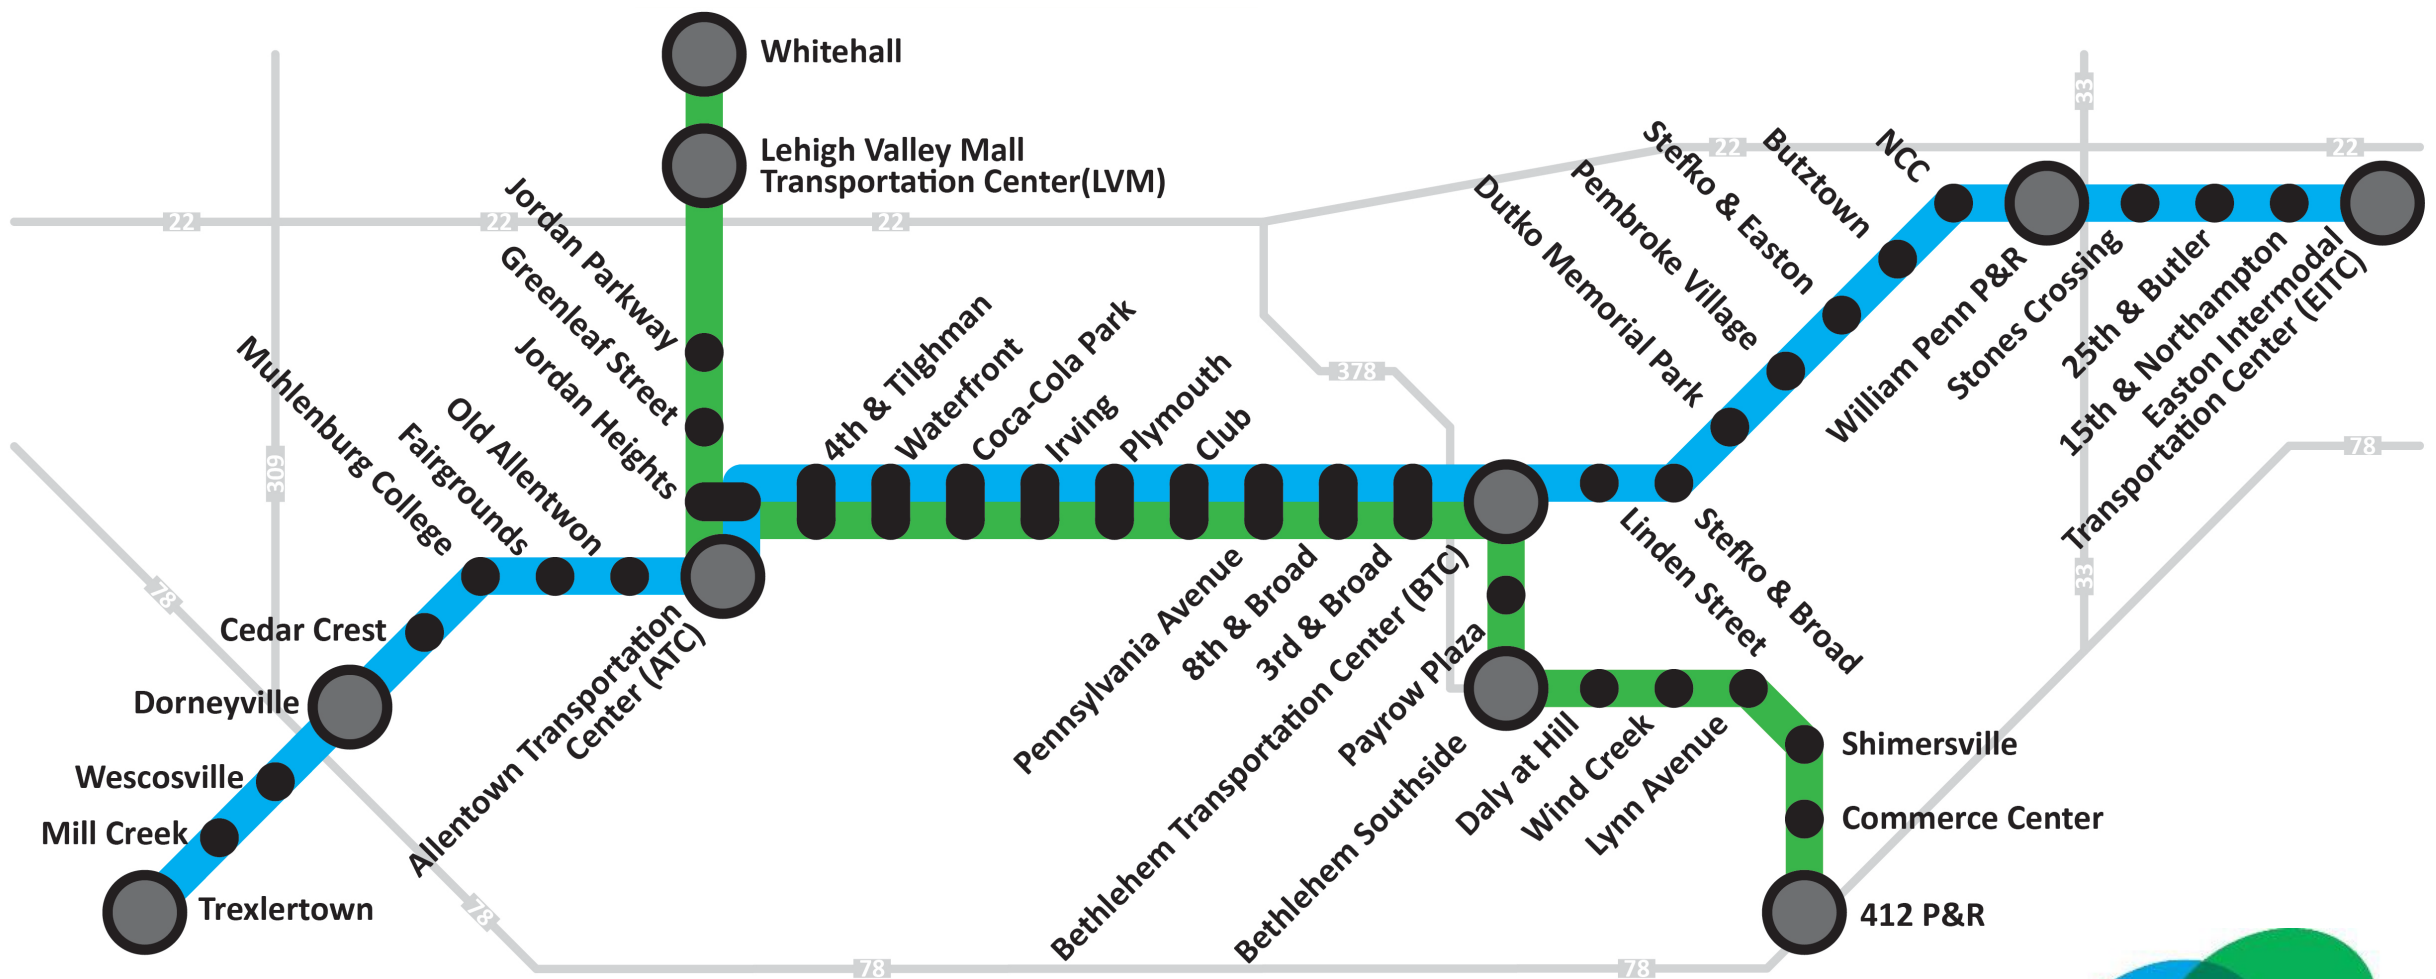 Whitehall
Lehigh Valley Mall
Transportation Center(LVM)
22
22
22
22
22
33
33
309
378
78
78
78
78
78
Jordan Parkway
Greenleaf Street
Jordan Heights
Muhlenburg College
Fairgrounds
Old Allentwon
Cedar Crest
Dorneyville
Wescosville
Mill Creek
Trexlertown
Allentown Transportation
Center (ATC)
4th & Tilghman
Waterfront
Coca-Cola Park
Irving
Plymouth
Club
Pennsylvania Avenue
8th & Broad
3rd & Broad
Bethlehem Transportation Center (BTC)
Payrow Plaza
Bethlehem Southside
Daly at Hill
Wind Creek
Lynn Avenue
Shimersville
Commerce Center
412 P&R
Linden Street
Stefko & Broad
Dutko Memorial Park
Pembroke Village
Stefko & Easton
Butztown
NCC
William Penn P&R
Stones Crossing
25th & Butler
15th & Northampton
Easton Intermodal
Transportation Center (EITC)